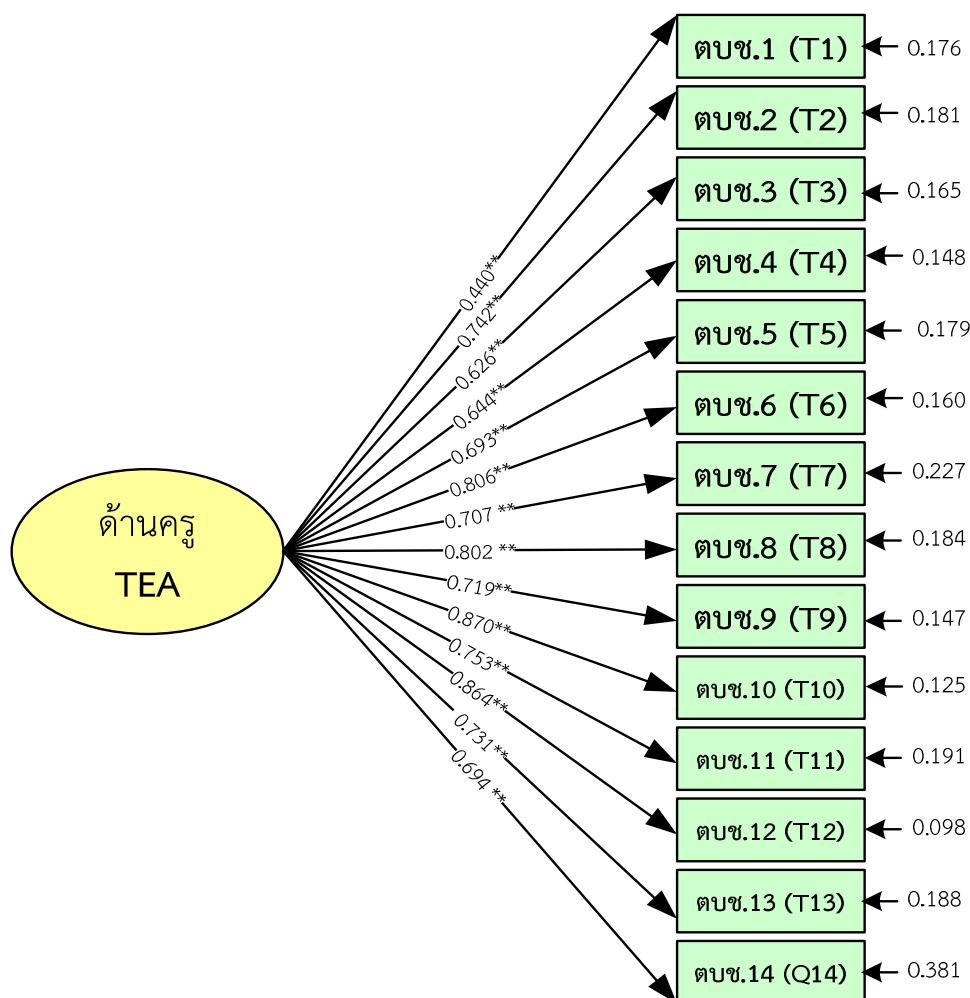 ด้านครู
TEA
0.440**
0.742**
0.626**
0.644**
0.693**
0.806**
0.707 **
0.802 **
0.719**
0.870**
0.753**
0.864**
0.731**
0.694 **
ตบช.1 (T1) 0.176
ตบช.2 (T2) 0.181
ตบช.3 (T3) 0.165
ตบช.4 (T4) 0.148
ตบช.5 (T5) 0.179
ตบช.6 (T6) 0.160
ตบช.7 (T7) 0.227
ตบช.8 (T8) 0.184
ตบช.9 (T9) 0.147
ตบช.10 (T10) 0.125
ตบช.11 (T11) 0.191
ตบช.12 (T12) 0.098
ตบช.13 (T13) 0.188
ตบช.14 (Q14) 0.381